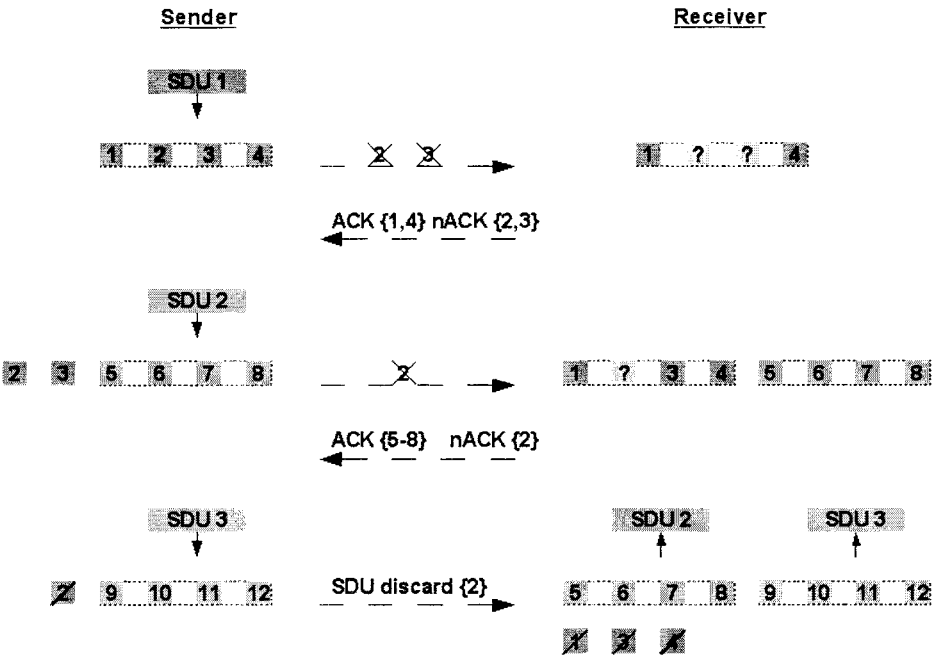 Sender Receiver
SDU 1
1 2 3 4 2 3 1 ? ? 4
ACK {1,4} nACK {2,3}
SDU 2
2 3 5 6 7 8 2 1 ? 3 4 5 6 7 8
ACK {5-8} nACK {2}
SDU 3 SDU 2 SDU 3
2 9 10 11 12 SDU discard {2} 5 6 7 8 9 10 11 12
1 3 4